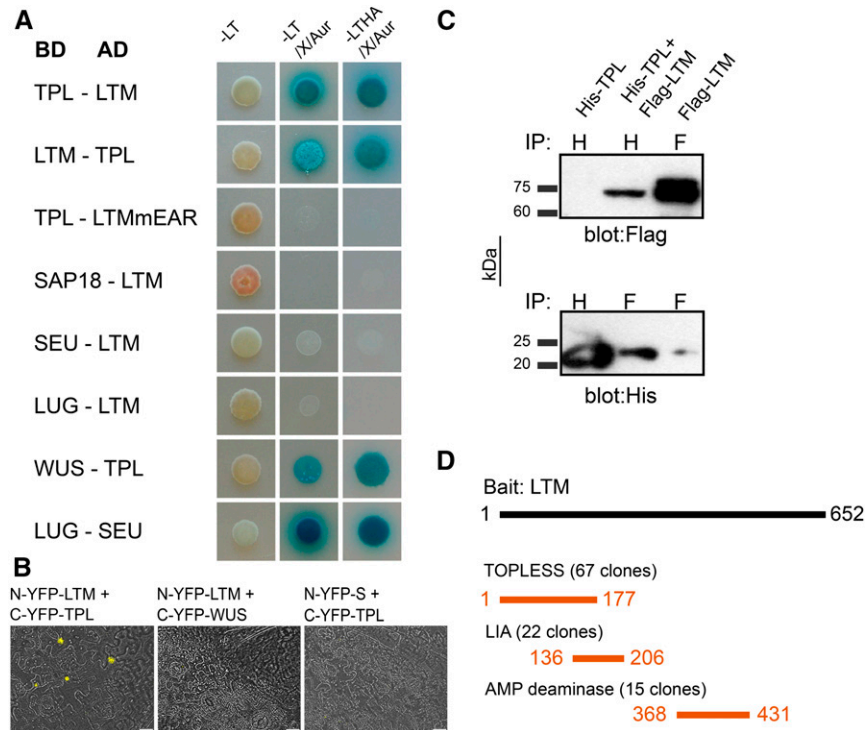 A
BD AD
-LT
-LT /X/Aur
-LTHA /X/Aur
TPL - LTM
LTM - TPL
TPL - LTMmEAR
SAP18 - LTM
SEU - LTM
LUG - LTM
WUS - TPL
LUG - SEU
B
N-YFP-LTM +
C-YFP-TPL
N-YFP-LTM +
C-YFP-WUS
N-YFP-S +
C-YFP-TPL
C
His-TPL
His-TPL+
Flag-LTM
Flag-LTM
IP: H H F
75
60
blot:Flag
kDa
IP: H F F
25
20
blot:His
D
Bait: LTM
1 652
TOPLESS (67 clones)
1 177
LIA (22 clones)
136 206
AMP deaminase (15 clones)
368 431